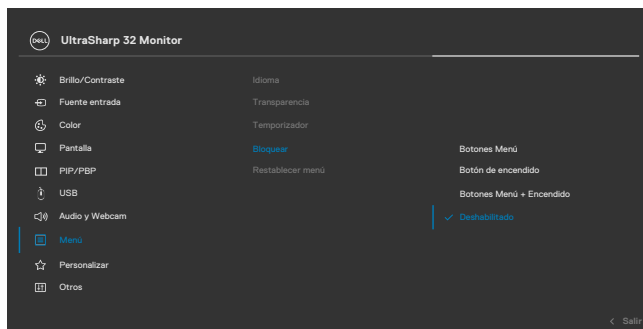 DELL UltraSharp 32 Monitor
Brillo/Contraste Idioma
Fuente entrada Transparencia
Color Temporizador
Pantalla Bloquear Botones Menú
PIP/PBP Restablecer menú Botón de encendido
USB Botones Menú + Encendido
Audio y Webcam Deshabilitado
Menú
Personalizar
Otros
Salir